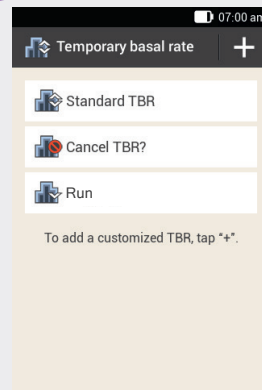 07:00 am
Temporary basal rate
Standard TBR
Cancel TBR?
Run
To add a customized TBR, tap “+”.